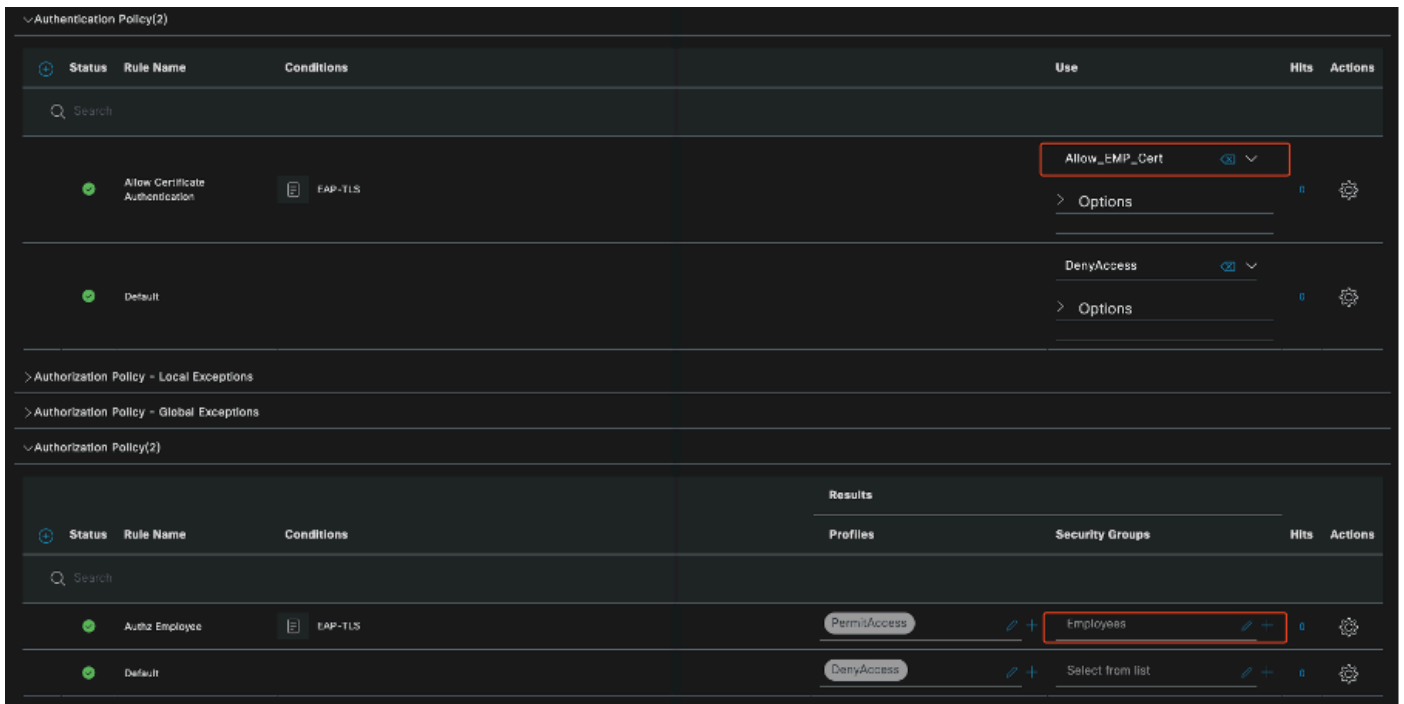 Authentication Policy(2)
Status Rule Name Conditions Use Hits Actions
Search
Allow_EMP_Cert
Allow Certificate
Authentication
EAP-TLS
0
Options
DenyAccess
Default
0
Options
Authorization Policy - Local Exceptions
Authorization Policy - Global Exceptions
Authorization Policy(2)
Results
Status Rule Name Conditions Profiles Security Groups Hits Actions
Search
Authz Employee EAP-TLS PermitAccess Employees 0
Default DenyAccess Select from list 0